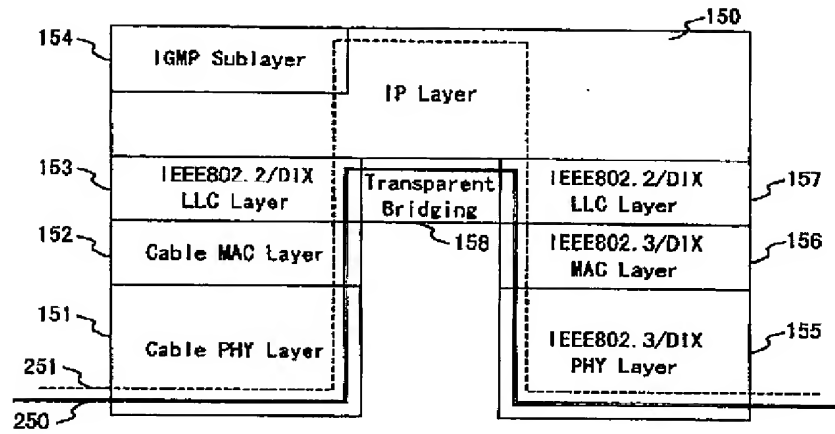 154
IGMP Sublayer
150
IP Layer
153
IEEE802.2/DIX
LLC Layer
Transparent
Bridging
IEEE802.2/DIX
LLC Layer
157
152
Cable MAC Layer
158
IEEE802.3/DIX
MAC Layer
156
151
Cable PHY Layer
IEEE802.3/DIX
PHY Layer
155
251
250